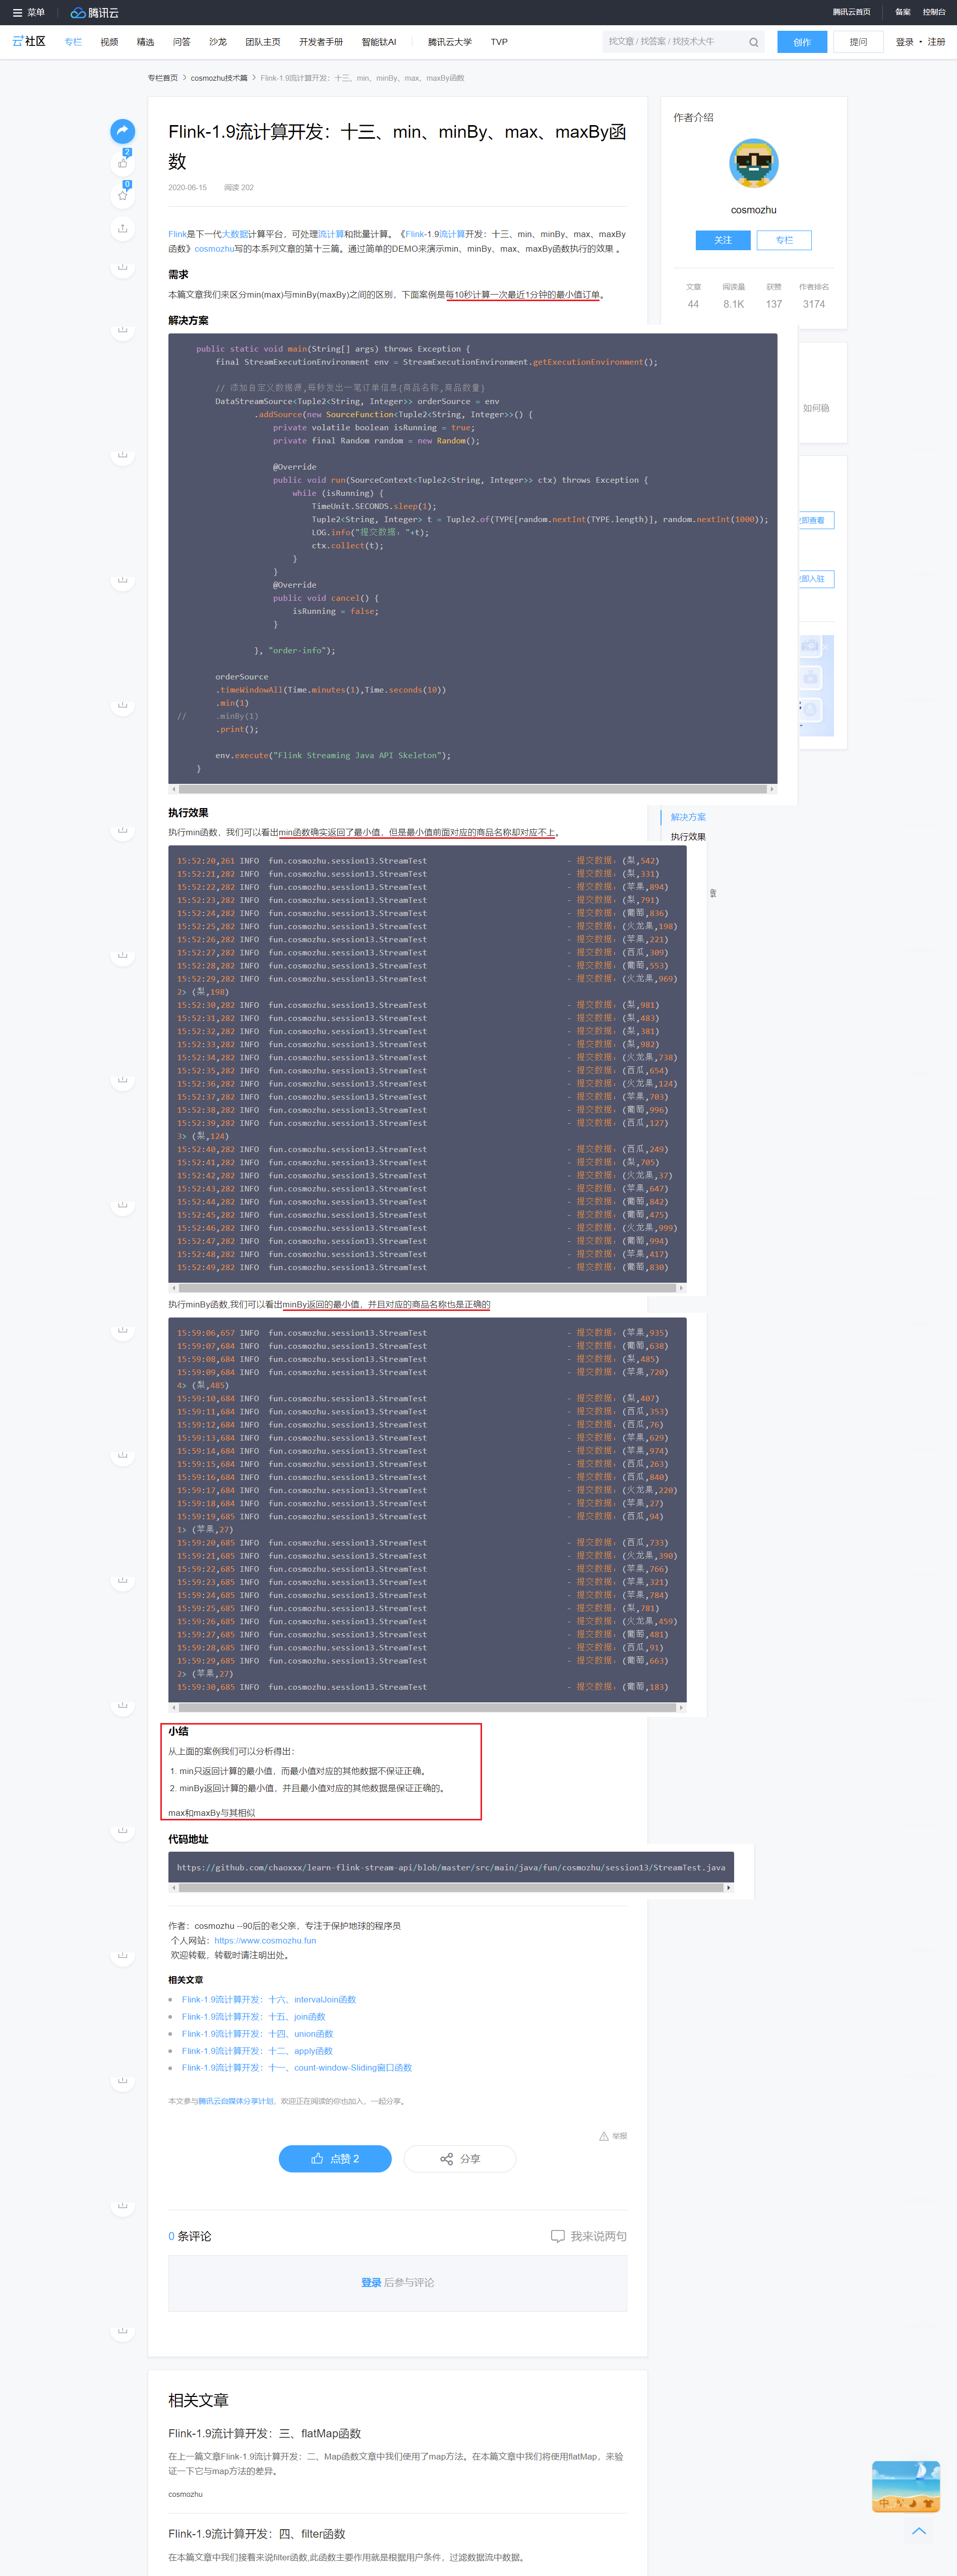 菜单
腾讯云
腾讯云首页
备案
控制台
云+社区
专栏
视频
精选
问答
沙龙
团队主页
开发者手册
智能钛AI
腾讯云大学
TVP
找文章 / 找答案 / 找技术大牛
创作
提问
登录 · 注册
专栏首页 > cosmozhu技术篇 > Flink-1.9流计算开发：十三、min、minBy、max、maxBy函数
Flink-1.9流计算开发：十三、min、minBy、max、maxBy函
数
2020-06-15 阅读 202
2
0
作者介绍
cosmozhu
关注
专栏
文章 阅读量 获赞 作者排名
44 8.1K 137 3174
Flink是下一代大数据计算平台，可处理流计算和批量计算。《Flink-1.9流计算开发：十三、min、minBy、max、maxBy
函数》cosmozhu写的本系列文章的第十三篇。通过简单的DEMO来演示min、minBy、max、maxBy函数执行的效果 。
需求
本篇文章我们来区分min(max)与minBy(maxBy)之间的区别，下面案例是每10秒计算一次最近1分钟的最小值订单。
解决方案
public static void main(String[] args) throws Exception {
final StreamExecutionEnvironment env = StreamExecutionEnvironment.getExecutionEnvironment();
// 添加自定义数据源,每秒发出一笔订单信息{商品名称,商品数量}
DataStreamSource<Tuple2<String, Integer>> orderSource = env
.addSource(new SourceFunction<Tuple2<String, Integer>>() {
private volatile boolean isRunning = true;
private final Random random = new Random();
@Override
public void run(SourceContext<Tuple2<String, Integer>> ctx) throws Exception {
while (isRunning) {
TimeUnit.SECONDS.sleep(1);
Tuple2<String, Integer> t = Tuple2.of(TYPE[random.nextInt(TYPE.length)], random.nextInt(1000));
LOG.info("提交数据："+t);
ctx.collect(t);
}
}
@Override
public void cancel() {
isRunning = false;
}
}, "order-info");
orderSource
.timeWindowAll(Time.minutes(1),Time.seconds(10))
.min(1)
// .minBy(1)
.print();
env.execute("Flink Streaming Java API Skeleton");
}
如何稳
即查看
即入驻
解决方案
执行效果
执行效果
执行min函数，我们可以看出min函数确实返回了最小值，但是最小值前面对应的商品名称却对应不上。
15:52:20,261 INFO fun.cosmozhu.session13.StreamTest - 提交数据：(梨,542)
15:52:21,282 INFO fun.cosmozhu.session13.StreamTest - 提交数据：(梨,331)
15:52:22,282 INFO fun.cosmozhu.session13.StreamTest - 提交数据：(苹果,894)
15:52:23,282 INFO fun.cosmozhu.session13.StreamTest - 提交数据：(梨,791)
15:52:24,282 INFO fun.cosmozhu.session13.StreamTest - 提交数据：(葡萄,836)
15:52:25,282 INFO fun.cosmozhu.session13.StreamTest - 提交数据：(火龙果,198)
15:52:26,282 INFO fun.cosmozhu.session13.StreamTest - 提交数据：(苹果,221)
15:52:27,282 INFO fun.cosmozhu.session13.StreamTest - 提交数据：(西瓜,309)
15:52:28,282 INFO fun.cosmozhu.session13.StreamTest - 提交数据：(葡萄,553)
15:52:29,282 INFO fun.cosmozhu.session13.StreamTest - 提交数据：(火龙果,969)
2> (梨,198)
15:52:30,282 INFO fun.cosmozhu.session13.StreamTest - 提交数据：(梨,981)
15:52:31,282 INFO fun.cosmozhu.session13.StreamTest - 提交数据：(梨,483)
15:52:32,282 INFO fun.cosmozhu.session13.StreamTest - 提交数据：(梨,381)
15:52:33,282 INFO fun.cosmozhu.session13.StreamTest - 提交数据：(梨,982)
15:52:34,282 INFO fun.cosmozhu.session13.StreamTest - 提交数据：(火龙果,738)
15:52:35,282 INFO fun.cosmozhu.session13.StreamTest - 提交数据：(西瓜,654)
15:52:36,282 INFO fun.cosmozhu.session13.StreamTest - 提交数据：(火龙果,124)
15:52:37,282 INFO fun.cosmozhu.session13.StreamTest - 提交数据：(苹果,703)
15:52:38,282 INFO fun.cosmozhu.session13.StreamTest - 提交数据：(葡萄,996)
15:52:39,282 INFO fun.cosmozhu.session13.StreamTest - 提交数据：(西瓜,127)
3> (梨,124)
15:52:40,282 INFO fun.cosmozhu.session13.StreamTest - 提交数据：(西瓜,249)
15:52:41,282 INFO fun.cosmozhu.session13.StreamTest - 提交数据：(梨,705)
15:52:42,282 INFO fun.cosmozhu.session13.StreamTest - 提交数据：(火龙果,37)
15:52:43,282 INFO fun.cosmozhu.session13.StreamTest - 提交数据：(苹果,647)
15:52:44,282 INFO fun.cosmozhu.session13.StreamTest - 提交数据：(葡萄,842)
15:52:45,282 INFO fun.cosmozhu.session13.StreamTest - 提交数据：(葡萄,475)
15:52:46,282 INFO fun.cosmozhu.session13.StreamTest - 提交数据：(火龙果,999)
15:52:47,282 INFO fun.cosmozhu.session13.StreamTest - 提交数据：(葡萄,994)
15:52:48,282 INFO fun.cosmozhu.session13.StreamTest - 提交数据：(苹果,417)
15:52:49,282 INFO fun.cosmozhu.session13.StreamTest - 提交数据：(葡萄,830)
执行minBy函数,我们可以看出minBy返回的最小值，并且对应的商品名称也是正确的
15:59:06,657 INFO fun.cosmozhu.session13.StreamTest - 提交数据：(苹果,935)
15:59:07,684 INFO fun.cosmozhu.session13.StreamTest - 提交数据：(葡萄,638)
15:59:08,684 INFO fun.cosmozhu.session13.StreamTest - 提交数据：(梨,485)
15:59:09,684 INFO fun.cosmozhu.session13.StreamTest - 提交数据：(苹果,720)
4> (梨,485)
15:59:10,684 INFO fun.cosmozhu.session13.StreamTest - 提交数据：(梨,407)
15:59:11,684 INFO fun.cosmozhu.session13.StreamTest - 提交数据：(西瓜,353)
15:59:12,684 INFO fun.cosmozhu.session13.StreamTest - 提交数据：(西瓜,76)
15:59:13,684 INFO fun.cosmozhu.session13.StreamTest - 提交数据：(苹果,629)
15:59:14,684 INFO fun.cosmozhu.session13.StreamTest - 提交数据：(苹果,974)
15:59:15,684 INFO fun.cosmozhu.session13.StreamTest - 提交数据：(西瓜,263)
15:59:16,684 INFO fun.cosmozhu.session13.StreamTest - 提交数据：(西瓜,840)
15:59:17,684 INFO fun.cosmozhu.session13.StreamTest - 提交数据：(火龙果,220)
15:59:18,684 INFO fun.cosmozhu.session13.StreamTest - 提交数据：(苹果,27)
15:59:19,685 INFO fun.cosmozhu.session13.StreamTest - 提交数据：(西瓜,94)
1> (苹果,27)
15:59:20,685 INFO fun.cosmozhu.session13.StreamTest - 提交数据：(西瓜,733)
15:59:21,685 INFO fun.cosmozhu.session13.StreamTest - 提交数据：(火龙果,390)
15:59:22,685 INFO fun.cosmozhu.session13.StreamTest - 提交数据：(苹果,766)
15:59:23,685 INFO fun.cosmozhu.session13.StreamTest - 提交数据：(苹果,321)
15:59:24,685 INFO fun.cosmozhu.session13.StreamTest - 提交数据：(苹果,784)
15:59:25,685 INFO fun.cosmozhu.session13.StreamTest - 提交数据：(梨,781)
15:59:26,685 INFO fun.cosmozhu.session13.StreamTest - 提交数据：(火龙果,459)
15:59:27,685 INFO fun.cosmozhu.session13.StreamTest - 提交数据：(葡萄,481)
15:59:28,685 INFO fun.cosmozhu.session13.StreamTest - 提交数据：(西瓜,91)
15:59:29,685 INFO fun.cosmozhu.session13.StreamTest - 提交数据：(葡萄,663)
2> (苹果,27)
15:59:30,685 INFO fun.cosmozhu.session13.StreamTest - 提交数据：(葡萄,183)
小结
从上面的案例我们可以分析得出：
1. min只返回计算的最小值，而最小值对应的其他数据不保证正确。
2. minBy返回计算的最小值，并且最小值对应的其他数据是保证正确的。
max和maxBy与其相似
代码地址
https://github.com/chaoxxx/learn-flink-stream-api/blob/master/src/main/java/fun/cosmozhu/session13/StreamTest.java
作者：cosmozhu --90后的老父亲，专注于保护地球的程序员
个人网站：https://www.cosmozhu.fun
欢迎转载，转载时请注明出处。
相关文章
Flink-1.9流计算开发：十六、intervalJoin函数
Flink-1.9流计算开发：十五、join函数
Flink-1.9流计算开发：十四、union函数
Flink-1.9流计算开发：十二、apply函数
Flink-1.9流计算开发：十一、count-window-Sliding窗口函数
本文参与腾讯云自媒体分享计划，欢迎正在阅读的你也加入，一起分享。
举报
点赞 2
分享
0 条评论
我来说两句
登录 后参与评论
相关文章
Flink-1.9流计算开发：三、flatMap函数
在上一篇文章Flink-1.9流计算开发：二、Map函数文章中我们使用了map方法。在本篇文章中我们将使用flatMap，来验
证一下它与map方法的差异。
cosmozhu
中
Flink-1.9流计算开发：四、filter函数
在本篇文章中我们接着来说filter函数,此函数主要作用就是根据用户条件，过滤数据流中数据。